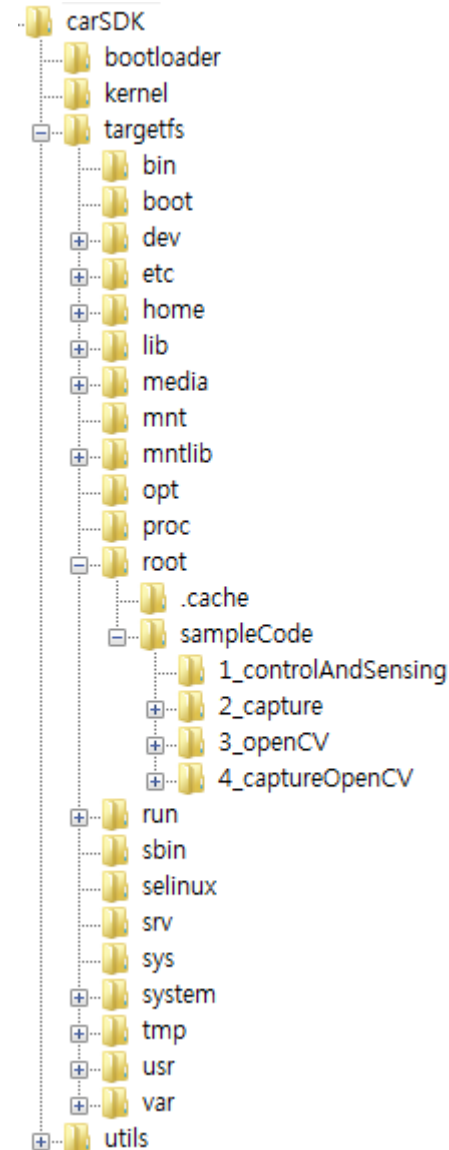 carSDK
bootloader
kernel
targetfs
bin
boot
dev
etc
home
lib
media
mnt
mntlib
opt
proc
root
.cache
sampleCode
1_controlAndSensing
2_capture
3_openCV
4_captureOpenCV
run
sbin
selinux
srv
sys
system
tmp
usr
var
utils